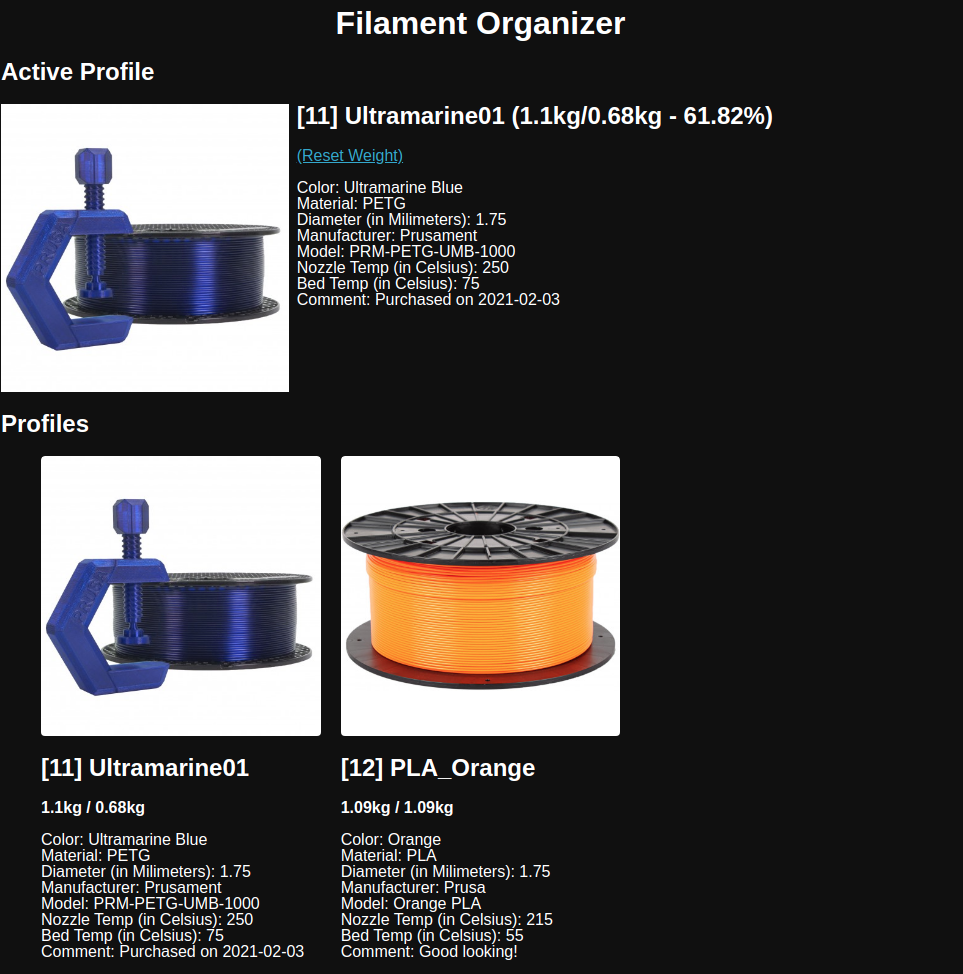 Filament Organizer
Active Profile
[11] Ultramarine01 (1.1kg/0.68kg - 61.82%)
(Reset Weight)
Color: Ultramarine Blue
Material: PETG
Diameter (in Milimeters): 1.75
Manufacturer: Prusament
Model: PRM-PETG-UMB-1000
Nozzle Temp (in Celsius): 250
Bed Temp (in Celsius): 75
Comment: Purchased on 2021-02-03
Profiles
[11] Ultramarine01
1.1kg / 0.68kg
Color: Ultramarine Blue
Material: PETG
Diameter (in Milimeters): 1.75
Manufacturer: Prusament
Model: PRM-PETG-UMB-1000
Nozzle Temp (in Celsius): 250
Bed Temp (in Celsius): 75
Comment: Purchased on 2021-02-03
[12] PLA_Orange
1.09kg / 1.09kg
Color: Orange
Material: PLA
Diameter (in Milimeters): 1.75
Manufacturer: Prusa
Model: Orange PLA
Nozzle Temp (in Celsius): 215
Bed Temp (in Celsius): 55
Comment: Good looking!